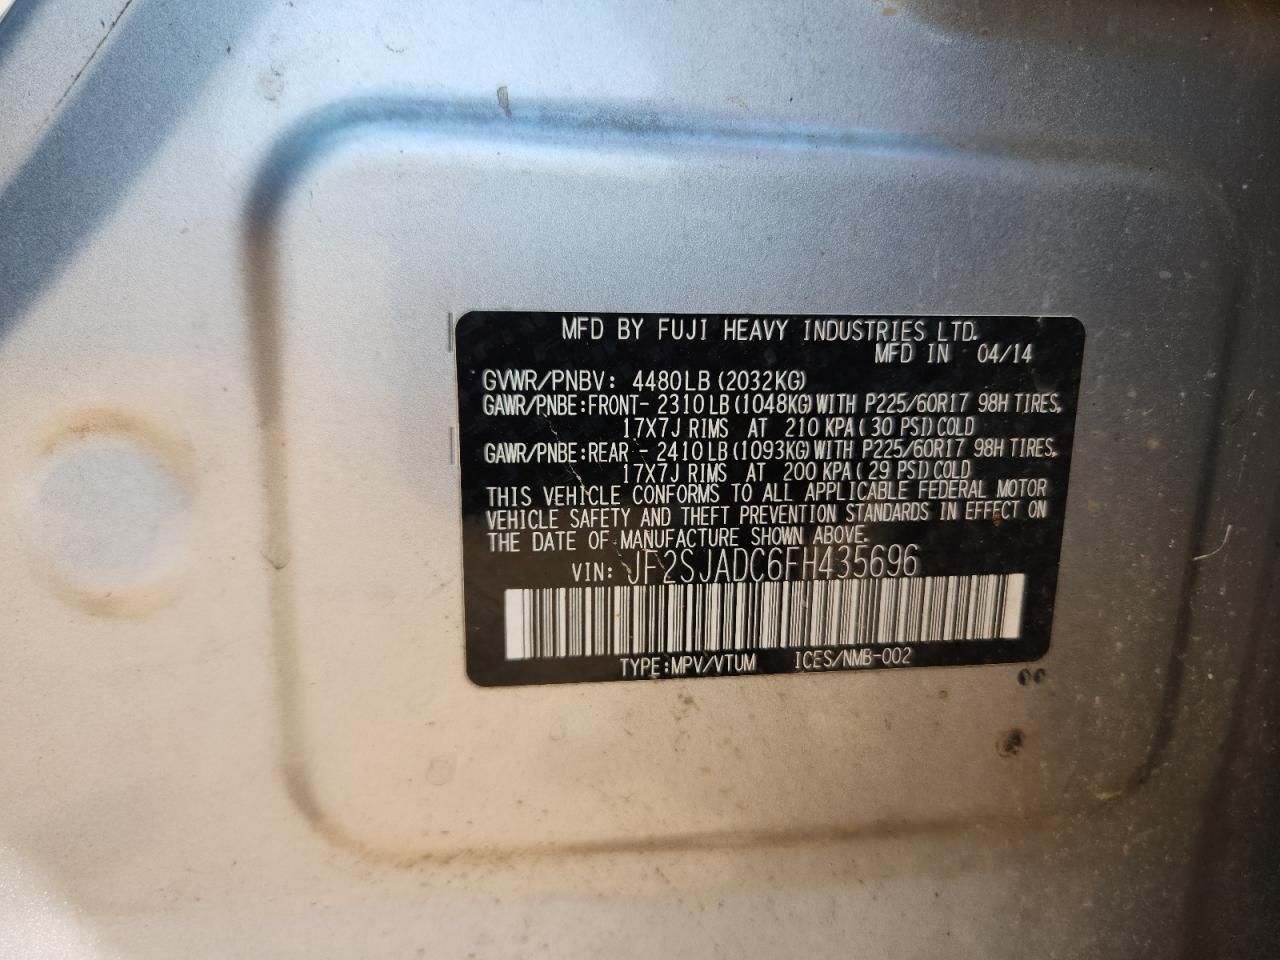 MFD BY FUJI HEAVY INDUSTRIES LTD.
MFD IN 04/14
GVWR/PNBV: 4480LB (2032KG)
GAWR/PNBE:FRONT- 2310LB (1048KG) WITH P225/60R17 98H TIRES,
17X7J RIMS AT 210 KPA (30 PSI) COLD
GAWR/PNBE:REAR - 2410LB (1093KG) WITH P225/60R17 98H TIRES,
17X7J RIMS AT 200 KPA (29 PSI) COLD
THIS VEHICLE CONFORMS TO ALL APPLICABLE FEDERAL MOTOR
VEHICLE SAFETY AND THEFT PREVENTION STANDARDS IN EFFECT ON
THE DATE OF MANUFACTURE SHOWN ABOVE.
VIN: JF2SJADC6FH435696
TYPE:MPV/VTUM ICES/NMB-002